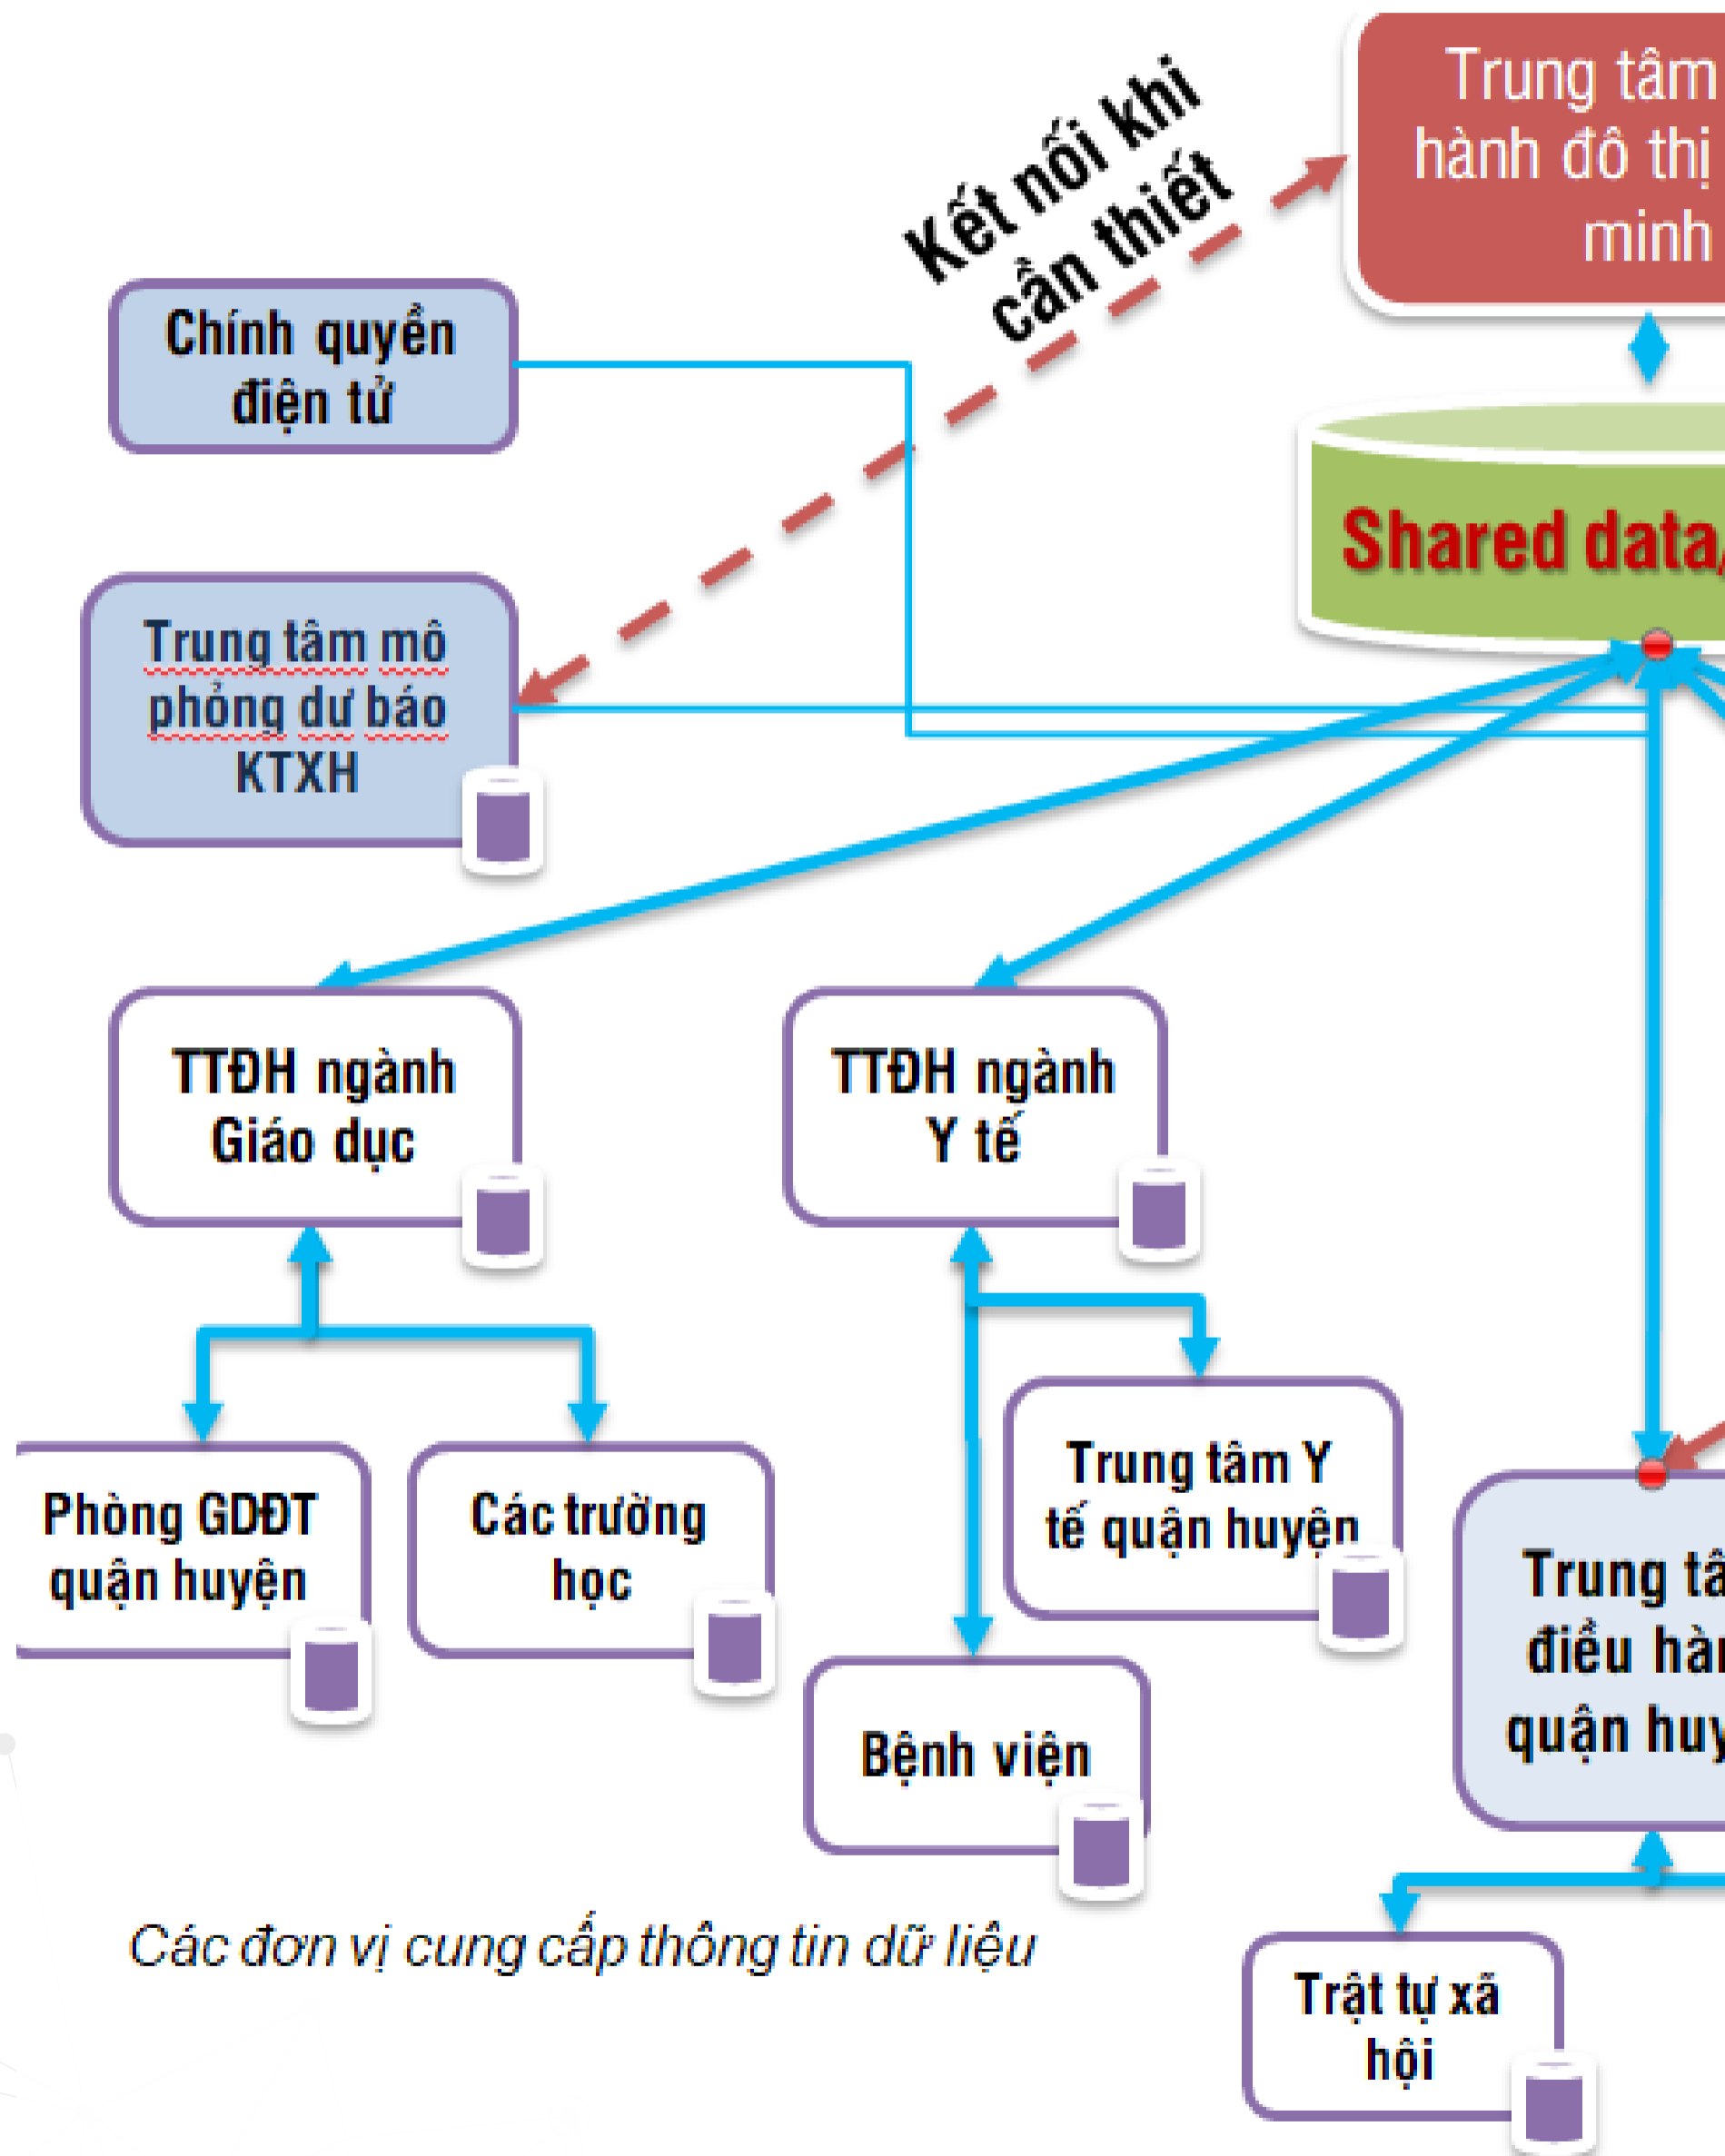 Trung tâm
hành đô thị
minh
Kết nối khi
cần thiết
Chính quyền
điện tử
Shared data/
Trung tâm mô
phỏng dự báo
KTXH
TTĐH ngành
Giáo dục
TTĐH ngành
Y tế
Phòng GDĐT
quận huyện
Các trường
học
Trung tâm Y
tế quận huyện
Bệnh viện
Trung
điều
quận
Các đơn vị cung cấp thông tin dữ liệu
Trật tự xã
hội